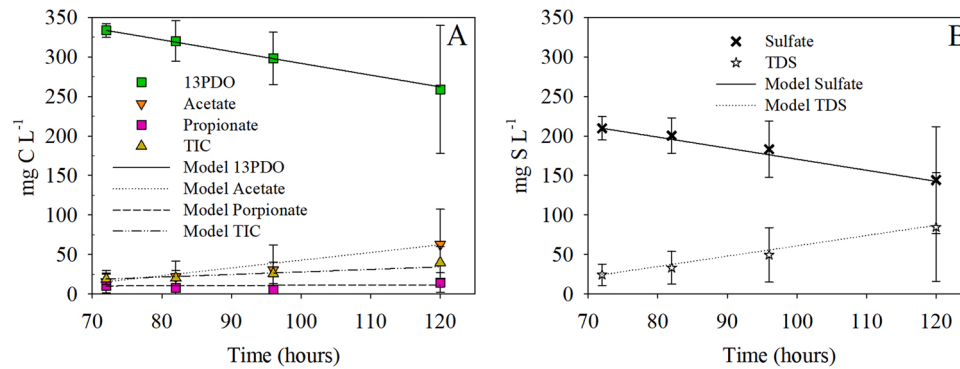 350
300
250
200
150
100
50
0
mg C L-1
A
13PDO
Acetate
Propionate
TIC
Model 13PDO
Model Acetate
Model Porpionate
Model TIC
70 80 90 100 110 120
Time (hours)
350
300
250
200
150
100
50
0
mg S L-1
B
Sulfate
TDS
Model Sulfate
Model TDS
70 80 90 100 110 120
Time (hours)